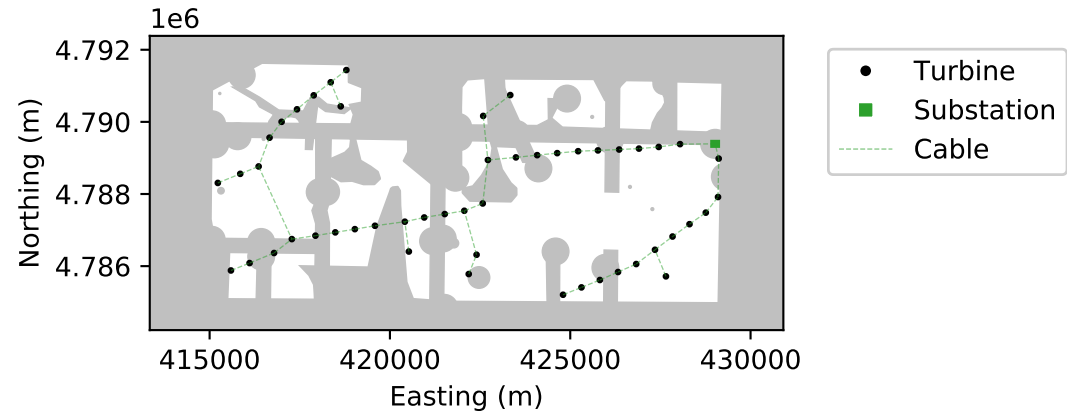 1e6
4.792
4.790
4.788
4.786
Northing (m)
415000
420000
425000
430000
Easting (m)
Turbine
Substation
Cable